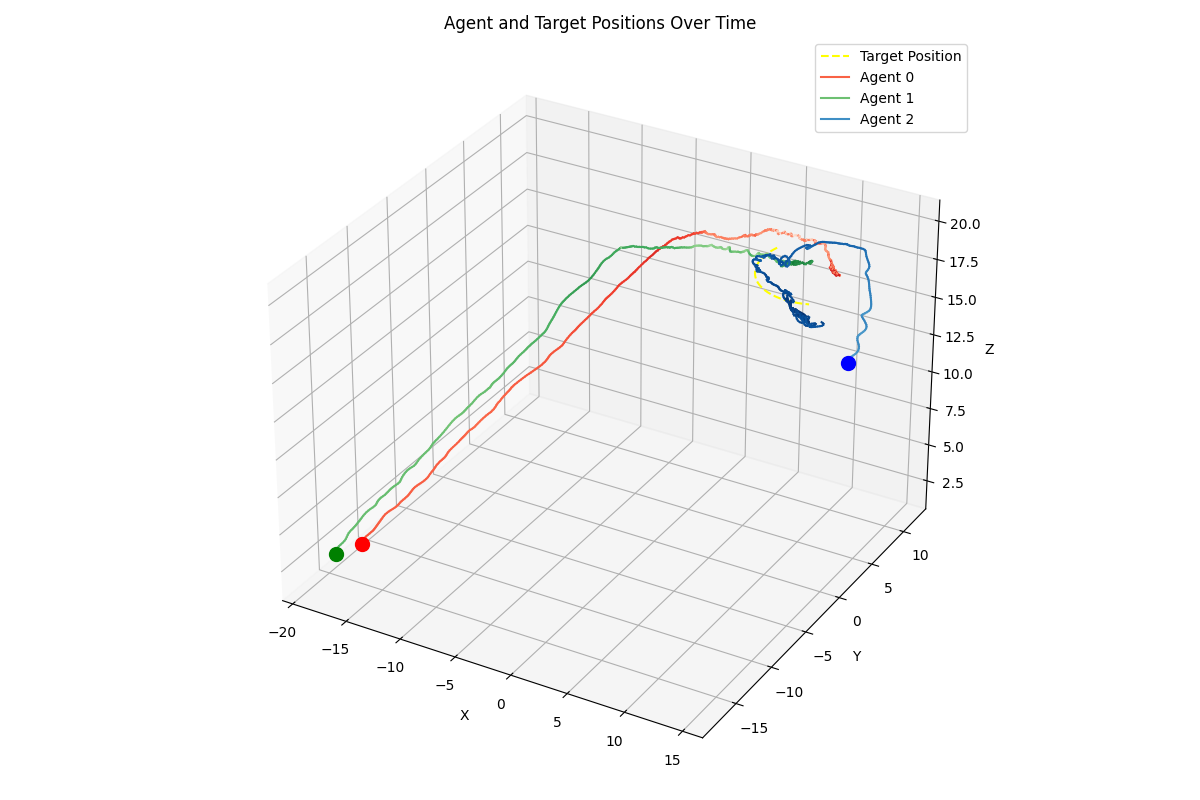 Agent and Target Positions Over Time
Target Position
Agent 0
Agent 1
Agent 2
20.0
17.5
15.0
12.5
10.0
7.5
5.0
2.5
Z
10
5
0
−5
−10
−15
Y
−20
−15
−10
−5
0
5
10
15
X